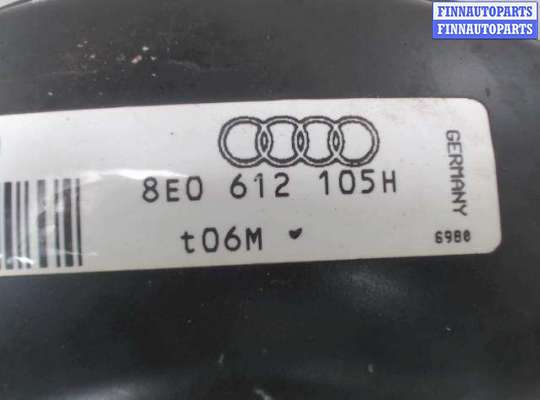 FINNAUTOPARTS
FINNAUTOPARTS
8E0 612 105H
t06M
GERMANY
6980